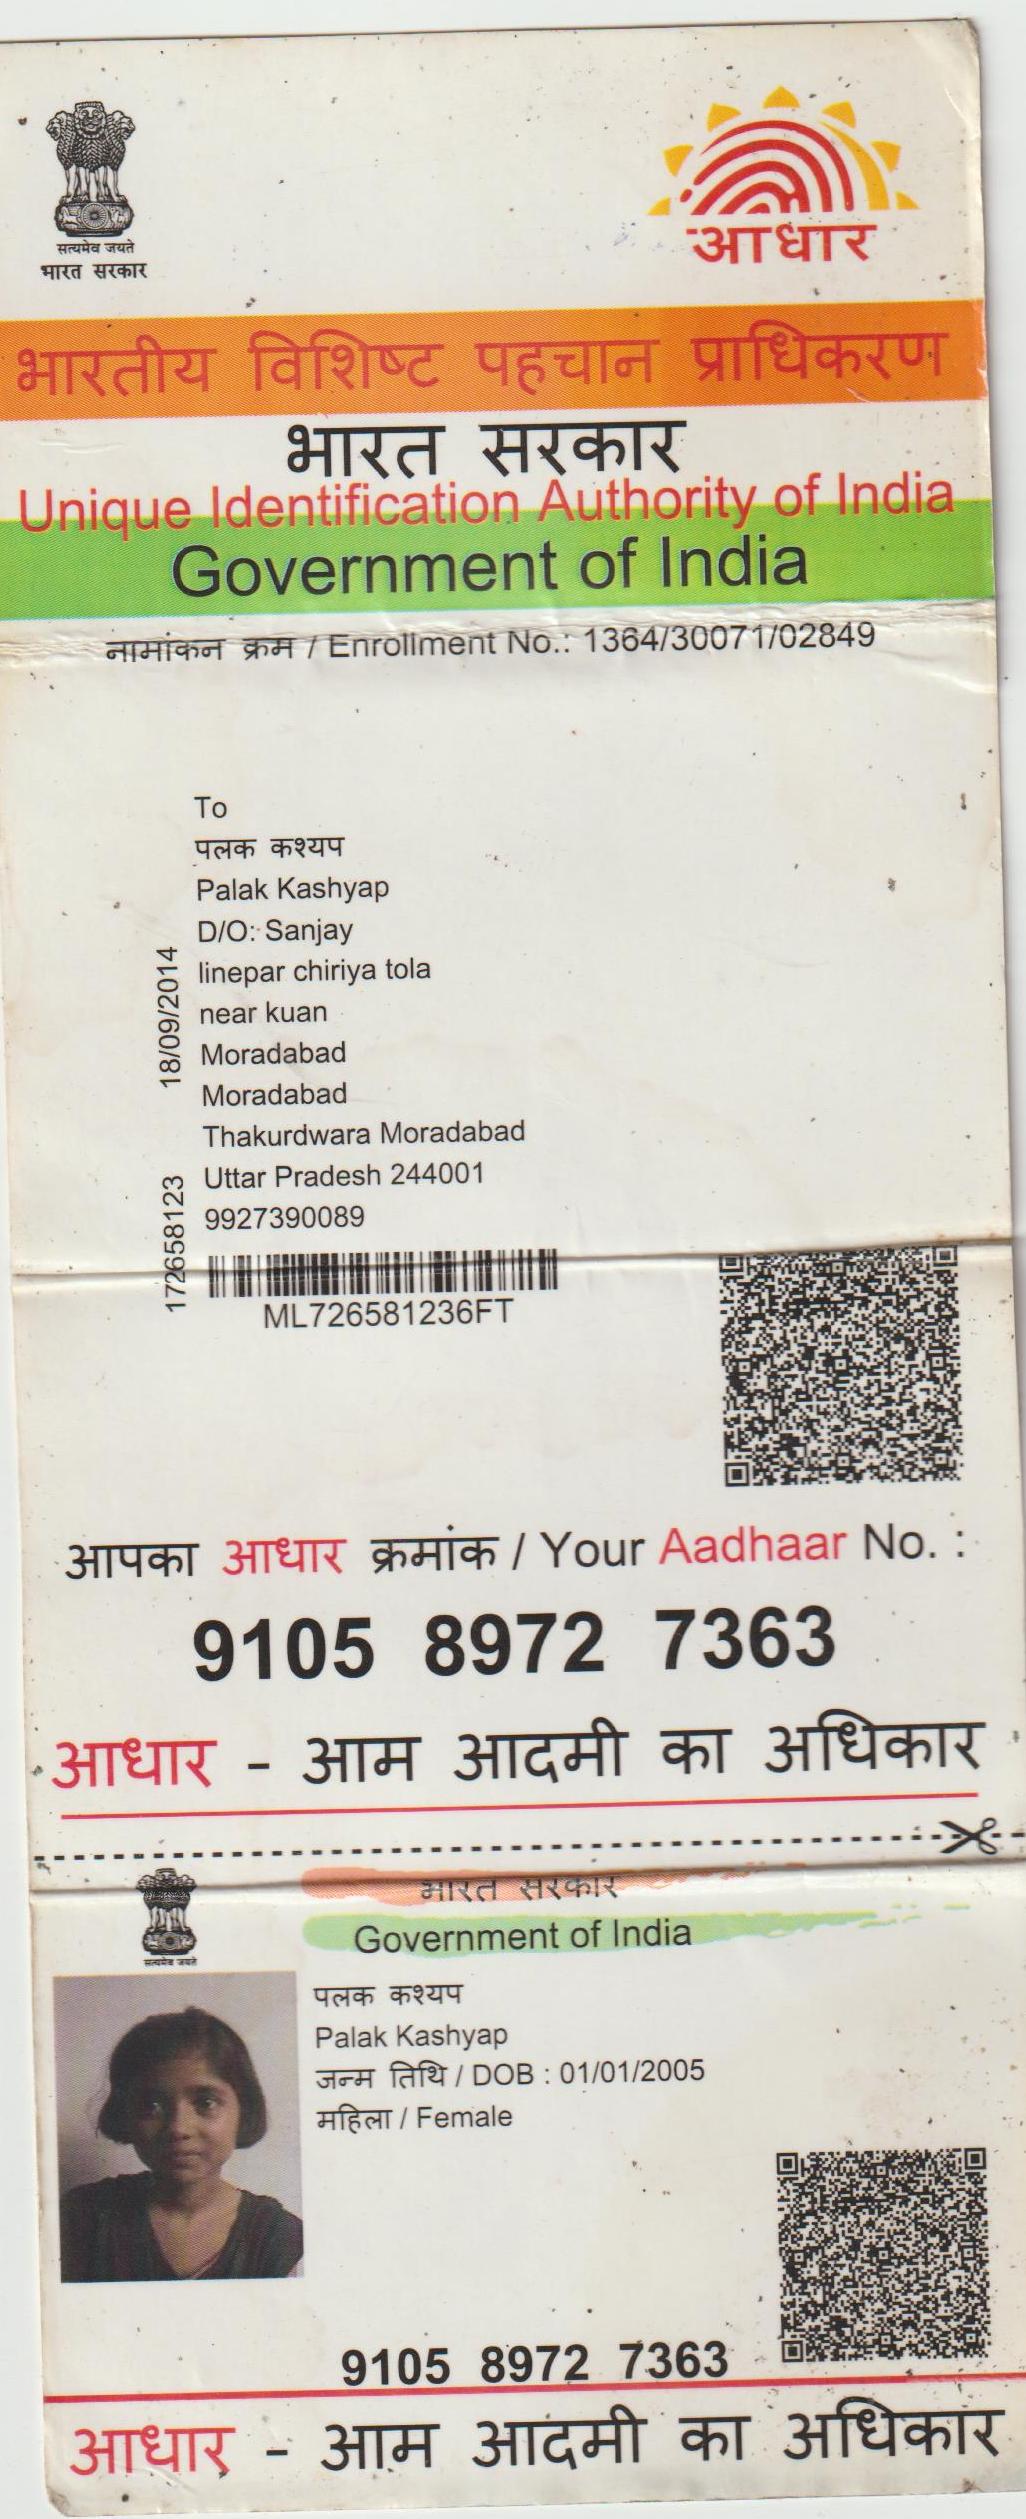 सत्यमेव जयते
भारत सरकार
आधार
भारतीय विशिष्ट पहचान प्राधिकरण
भारत सरकार
Unique Identification Authority of India
Government of India
नामांकन क्रम / Enrollment No.: 1364/30071/02849
To
पलक कश्यप
Palak Kashyap
D/O: Sanjay
linepar chiriya tola
near kuan
Moradabad
Moradabad
Thakurdwara Moradabad
Uttar Pradesh 244001
9927390089
18/09/2014
172658123
ML726581236FT
आपका आधार क्रमांक / Your Aadhaar No. :
9105 8972 7363
आधार - आम आदमी का अधिकार
सत्यमेव जयते
भारत सरकार
Government of India
पलक कश्यप
Palak Kashyap
जन्म तिथि / DOB : 01/01/2005
महिला / Female
9105 8972 7363
आधार - आम आदमी का अधिकार